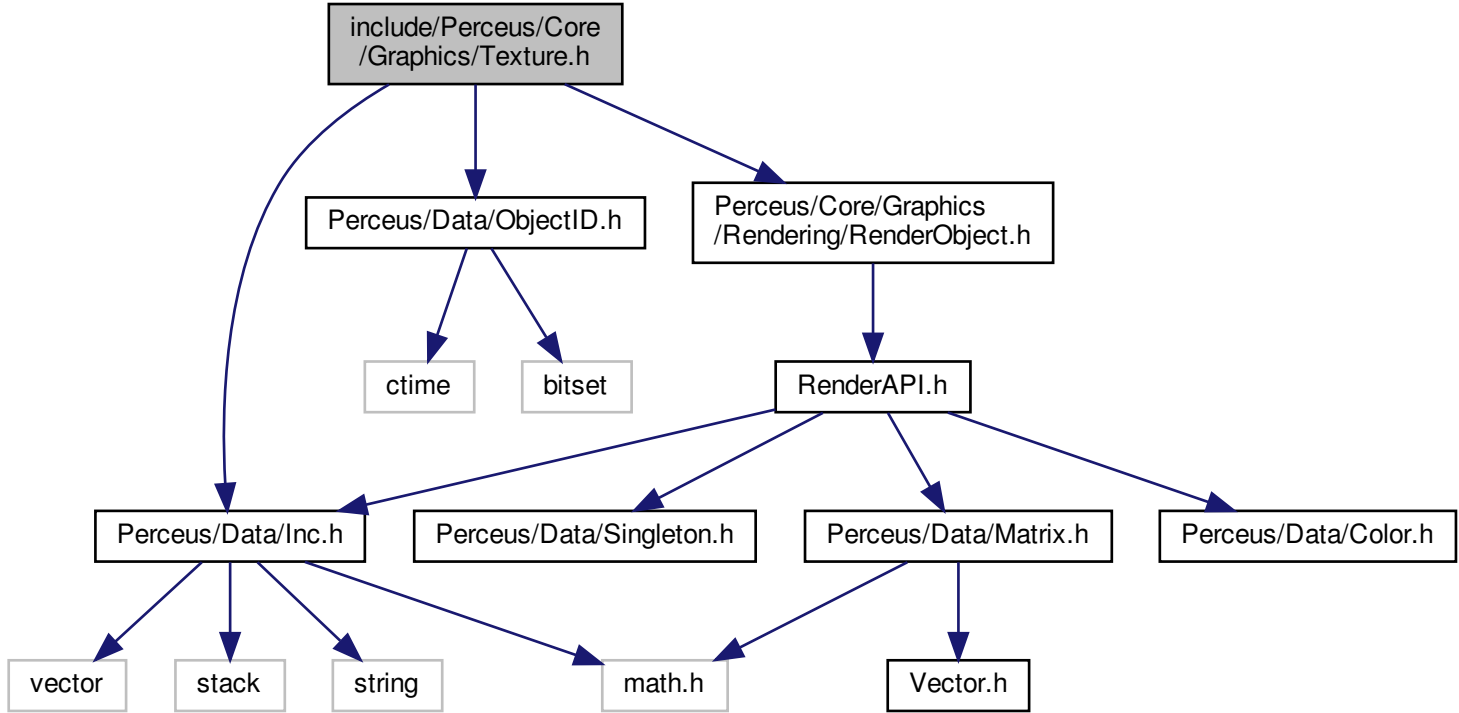 include/Perceus/Core
/Graphics/Texture.h
Perceus/Data/ObjectID.h
Perceus/Core/Graphics
/Rendering/RenderObject.h
ctime
bitset
RenderAPI.h
Perceus/Data/Inc.h
Perceus/Data/Singleton.h
Perceus/Data/Matrix.h
Perceus/Data/Color.h
vector
stack
string
math.h
Vector.h